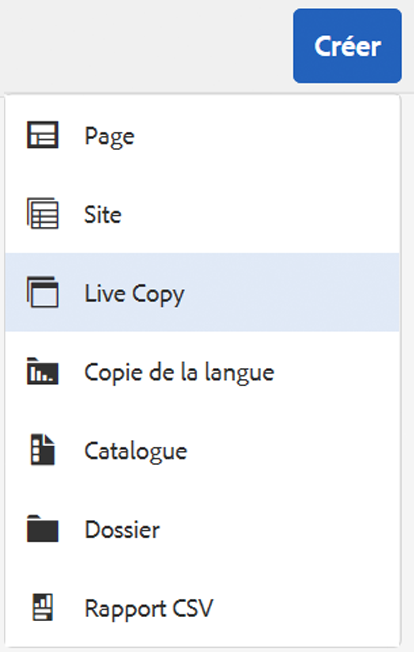 Créer
Page
Site
Live Copy
Copie de la langue
Catalogue
Dossier
Rapport CSV